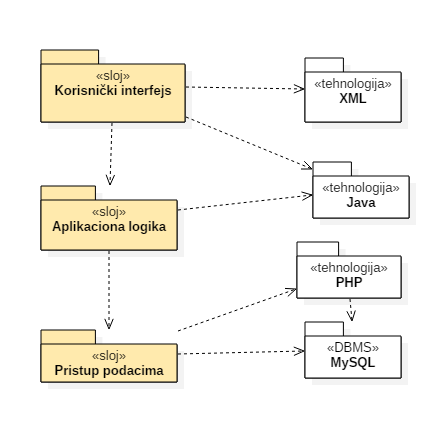 «sloj»
Korisnički interfejs
«tehnologija»
XML
«tehnologija»
Java
«sloj»
Aplikaciona logika
«tehnologija»
PHP
«DBMS»
MySQL
«sloj»
Pristup podacima